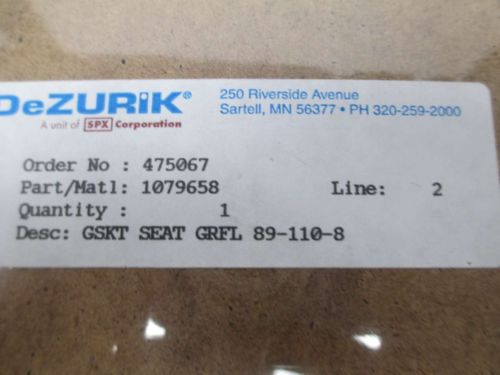 DeZURIK®
250 Riverside Avenue
Sartell, MN 56377 • PH 320-259-2000
A unit of SPX Corporation
Order No : 475067
Part/Matl: 1079658 Line: 2
Quantity : 1
Desc: GSKT SEAT GRFL 89-110-8